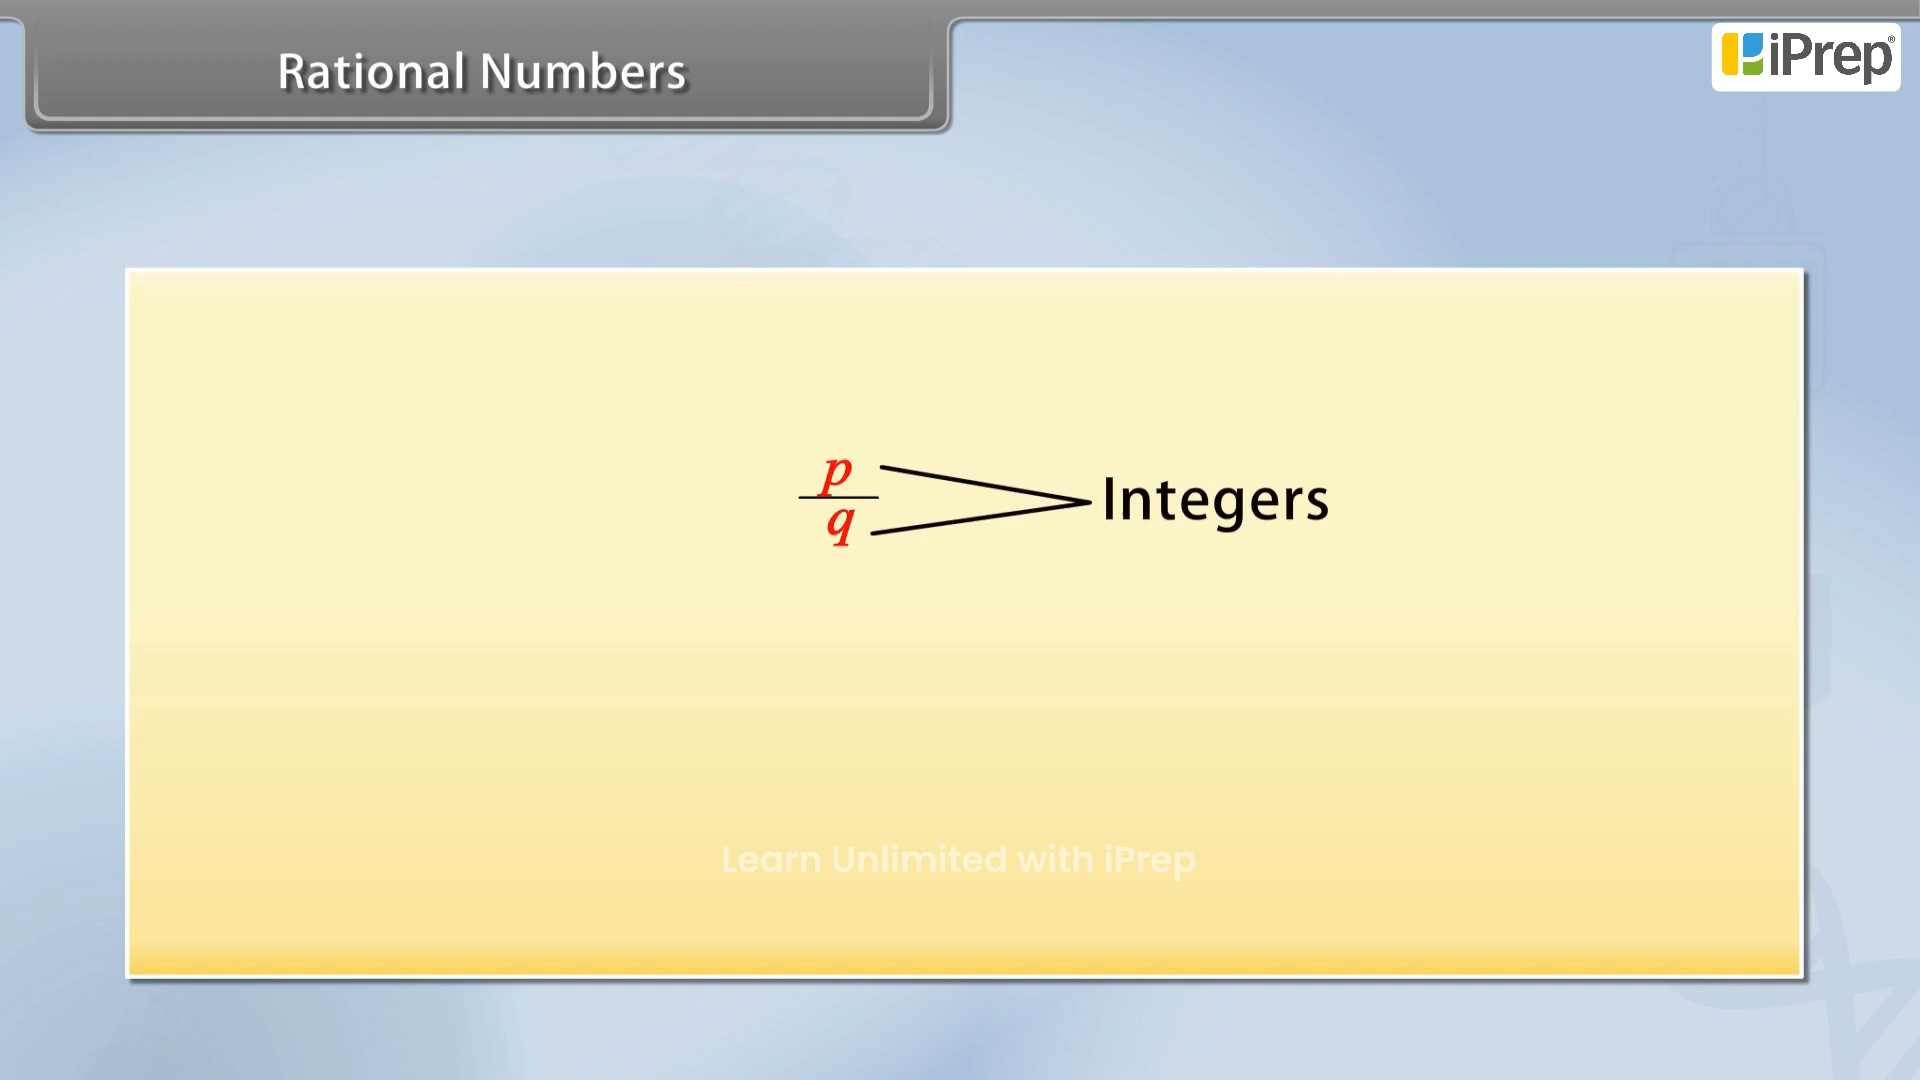 Rational Numbers
iPrep®
p
q
Integers
Learn Unlimited with iPrep